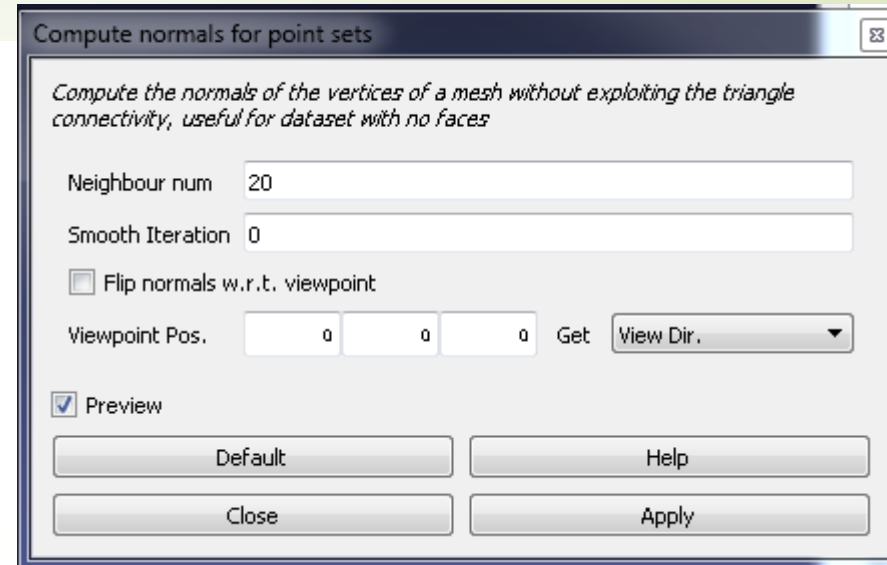 Compute normals for point sets
Compute the normals of the vertices of a mesh without exploiting the triangle
connectivity, useful for dataset with no faces
Neighbour num 20
Smooth Iteration 0
Flip normals w.r.t. viewpoint
Viewpoint Pos. 0 0 0 Get View Dir.
Preview
Default Help
Close Apply